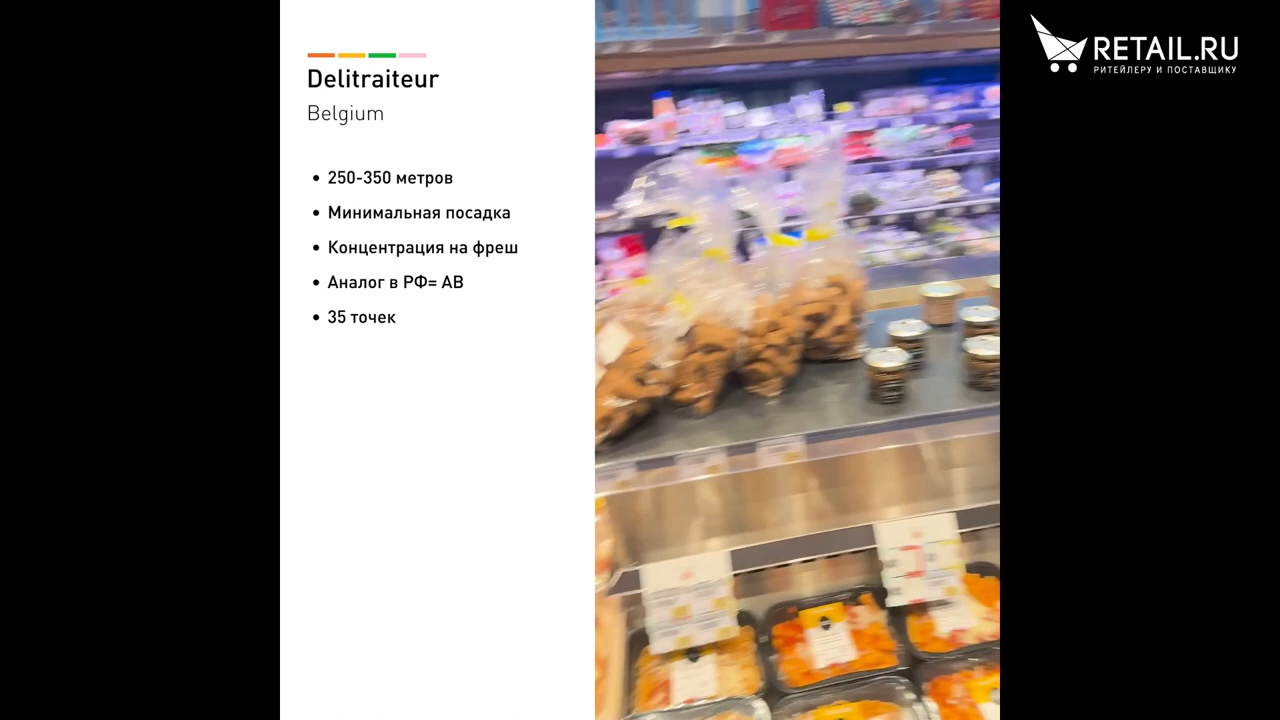 Delitraiteur
Belgium
• 250-350 метров
• Минимальная посадка
• Концентрация на фреш
• Аналог в РФ= АВ
• 35 точек
RETAIL.RU
РИТЕЙЛЕРУ И ПОСТАВЩИКУ